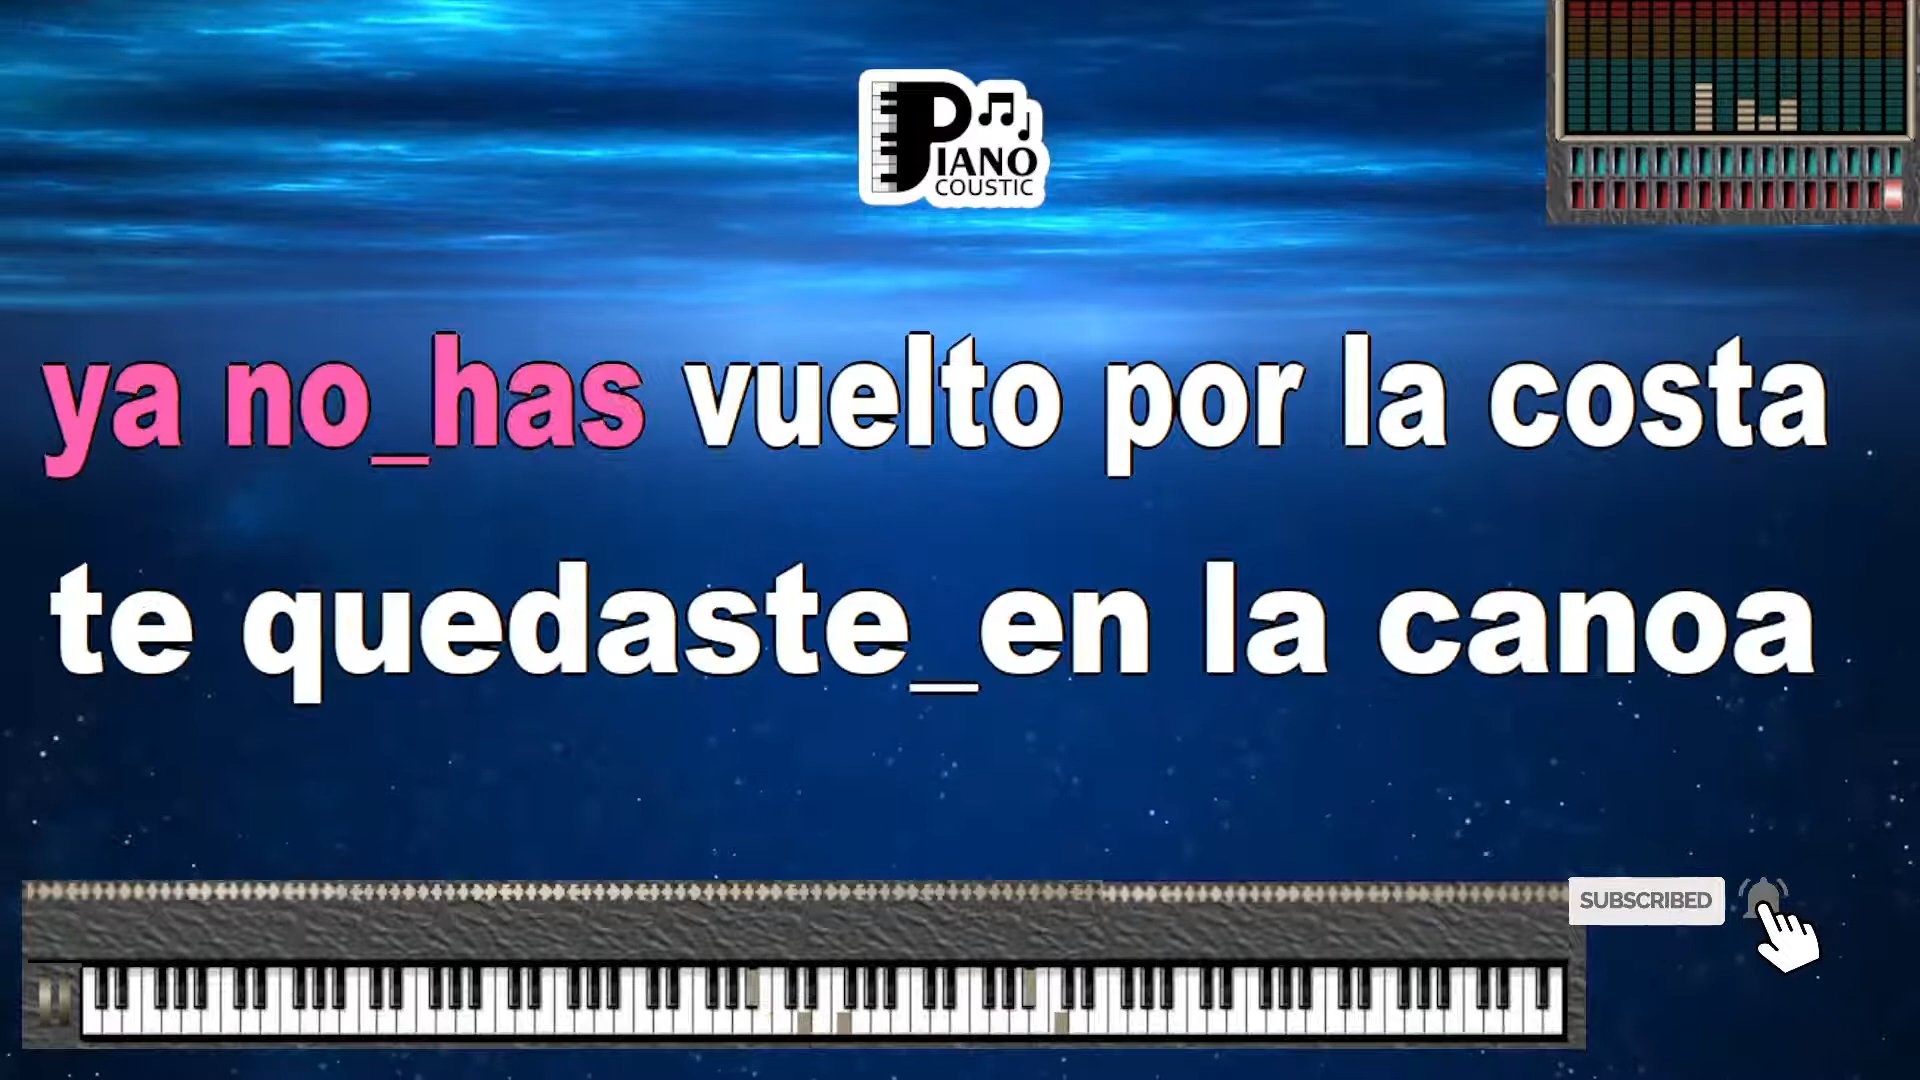 PIANO
COUSTIC
ya no_has vuelto por la costa
te quedaste_en la canoa
SUBSCRIBED